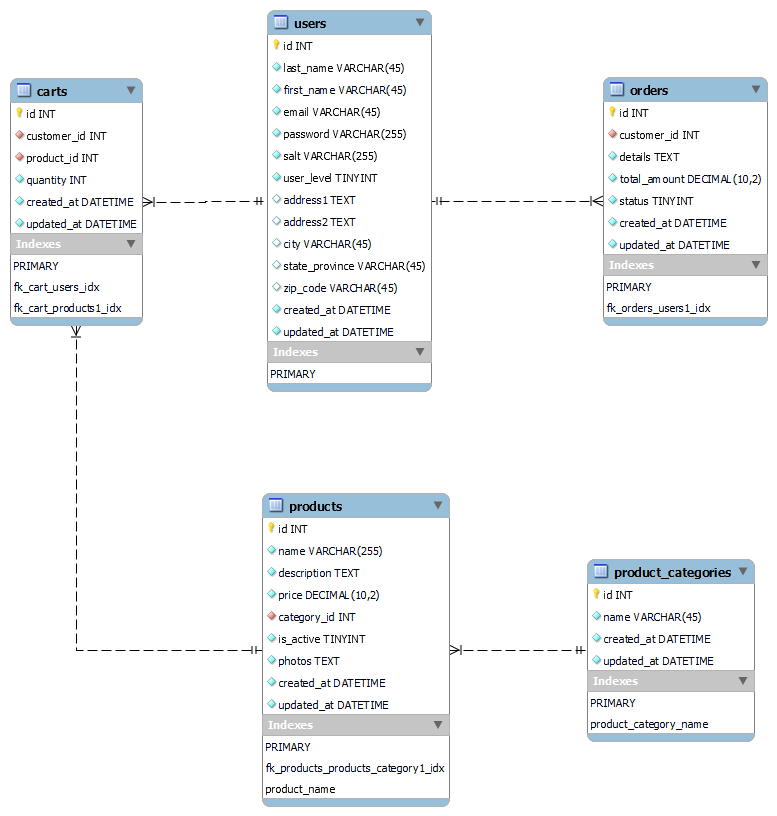 users
id INT
last_name VARCHAR(45)
first_name VARCHAR(45)
email VARCHAR(45)
password VARCHAR(255)
salt VARCHAR(255)
user_level TINYINT
address1 TEXT
address2 TEXT
city VARCHAR(45)
state_province VARCHAR(45)
zip_code VARCHAR(45)
created_at DATETIME
updated_at DATETIME
Indexes
PRIMARY
carts
id INT
customer_id INT
product_id INT
quantity INT
created_at DATETIME
updated_at DATETIME
Indexes
PRIMARY
fk_cart_users_idx
fk_cart_products1_idx
orders
id INT
customer_id INT
details TEXT
total_amount DECIMAL(10,2)
status TINYINT
created_at DATETIME
updated_at DATETIME
Indexes
PRIMARY
fk_orders_users1_idx
products
id INT
name VARCHAR(255)
description TEXT
price DECIMAL(10,2)
category_id INT
is_active TINYINT
photos TEXT
created_at DATETIME
updated_at DATETIME
Indexes
PRIMARY
fk_products_products_category1_idx
product_name
product_categories
id INT
name VARCHAR(45)
created_at DATETIME
updated_at DATETIME
Indexes
PRIMARY
product_category_name